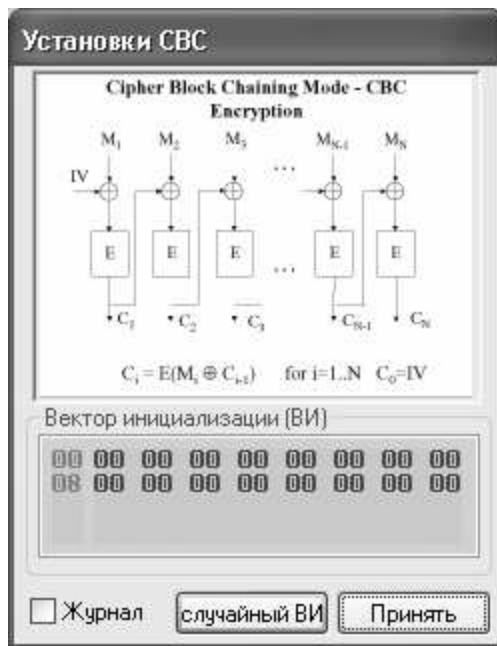 Установки CBC
Cipher Block Chaining Mode - CBC
Encryption
M₁ M₂ M₃ ... Mₙ₋₁ Mₙ
IV
E E E ... E E
C₁ C₂ C₃ Cₙ₋₁ Cₙ
Cᵢ = E(Mᵢ ⊕ Cᵢ₋₁) for i=1..N C₀=IV
Вектор инициализации (ВИ)
00 00 00 00 00 00 00 00 00
08 00 00 00 00 00 00 00 00
Журнал случайный ВИ Принять